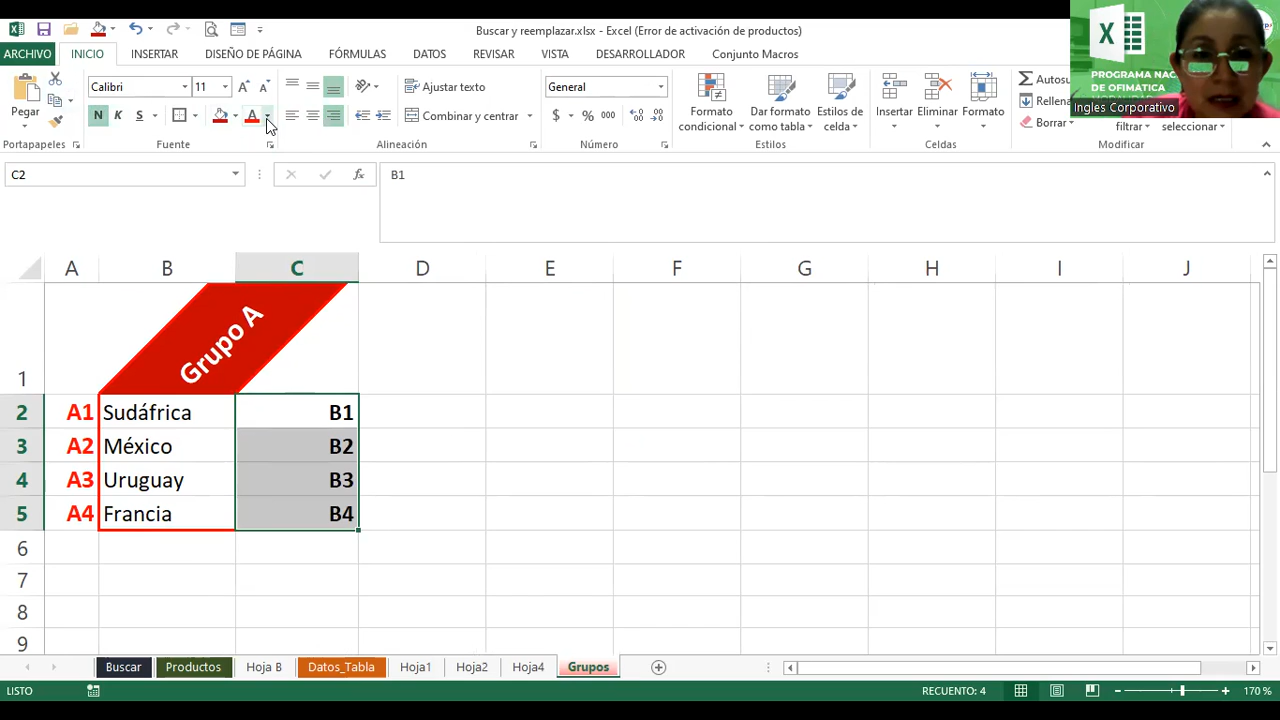 Buscar y reemplazar.xlsx - Excel (Error de activación de productos)
ARCHIVO INICIO INSERTAR DISEÑO DE PÁGINA FÓRMULAS DATOS REVISAR VISTA DESARROLLADOR Conjunto Macros
PROGRAMA NAC
DE OFIMÁTICA
Ingles Corporativo
Pegar
Calibri 11
N K S
Ajustar texto
Combinar y centrar
General
$ % 000
Formato condicional
Dar formato como tabla
Estilos de celda
Insertar Eliminar Formato
Autosu
Rellena
Borrar
filtrar seleccionar
Portapapeles Fuente Alineación Número Estilos Celdas Modificar
C2 fx B1
A B C D E F G H I J
1 Grupo A
2 A1 Sudáfrica B1
3 A2 México B2
4 A3 Uruguay B3
5 A4 Francia B4
6
7
8
9
Buscar Productos Hoja B Datos_Tabla Hoja1 Hoja2 Hoja4 Grupos
LISTO RECUENTO: 4 170 %